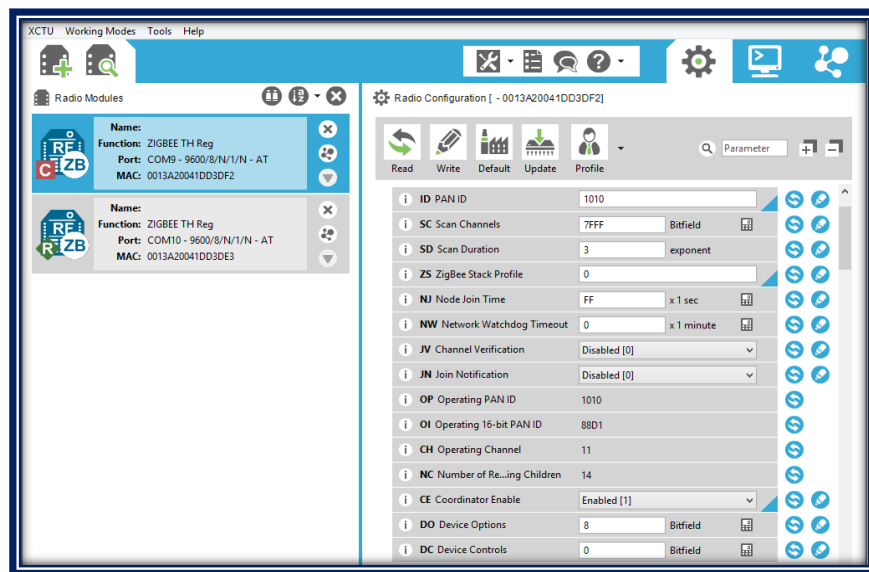 XCTU Working Modes Tools Help
Radio Modules
Name:
Function: ZIGBEE TH Reg
Port: COM9 - 9600/8/N/1/N - AT
MAC: 0013A20041DD3DF2
RF
C ZB
Name:
Function: ZIGBEE TH Reg
Port: COM10 - 9600/8/N/1/N - AT
MAC: 0013A20041DD3DE3
RF
R ZB
Radio Configuration [ - 0013A20041DD3DF2]
Read Write Default Update Profile
Parameter
i ID PAN ID 1010
i SC Scan Channels 7FFF Bitfield
i SD Scan Duration 3 exponent
i ZS ZigBee Stack Profile 0
i NJ Node Join Time FF x 1 sec
i NW Network Watchdog Timeout 0 x 1 minute
i JV Channel Verification Disabled [0]
i JN Join Notification Disabled [0]
i OP Operating PAN ID 1010
i OI Operating 16-bit PAN ID 88D1
i CH Operating Channel 11
i NC Number of Re...ing Children 14
i CE Coordinator Enable Enabled [1]
i DO Device Options 8 Bitfield
i DC Device Controls 0 Bitfield